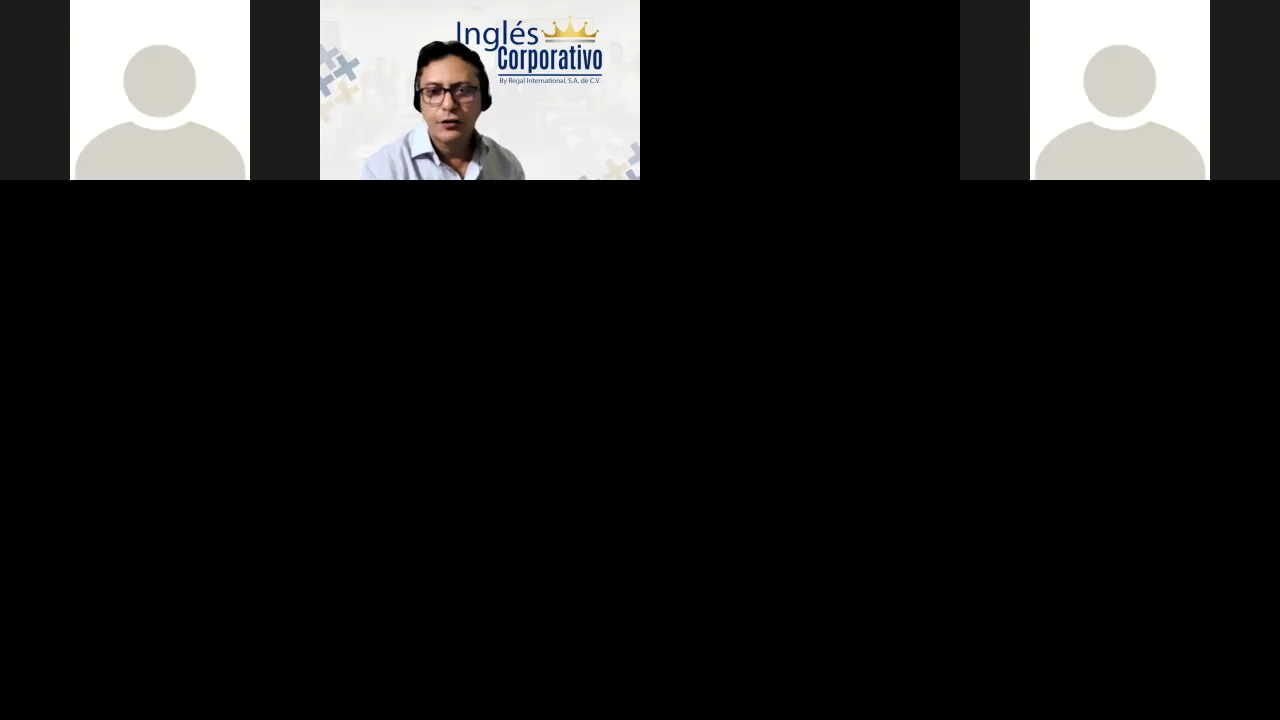 Inglés
Corporativo
By Regal International, S.A. de C.V.